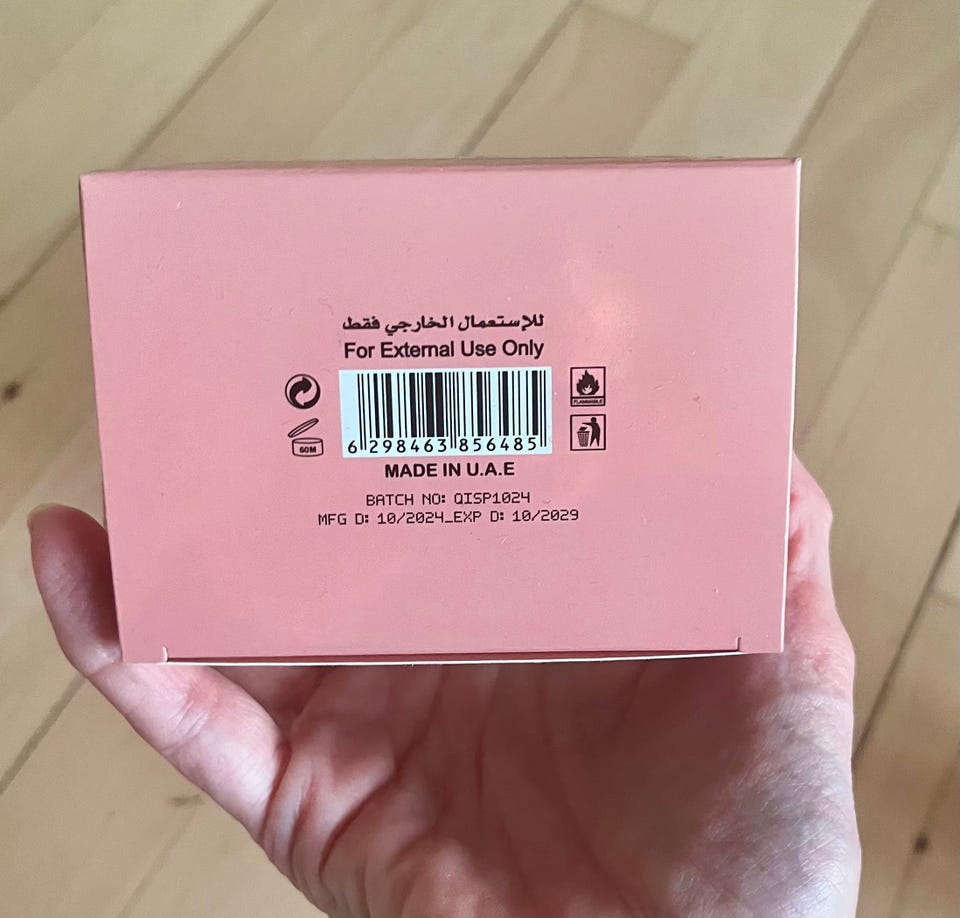 للإستعمال الخارجي فقط
For External Use Only
FLAMMABLE
60M
6 298463 856485
MADE IN U.A.E
BATCH NO: QISP1024
MFG D: 10/2024_EXP D: 10/2029